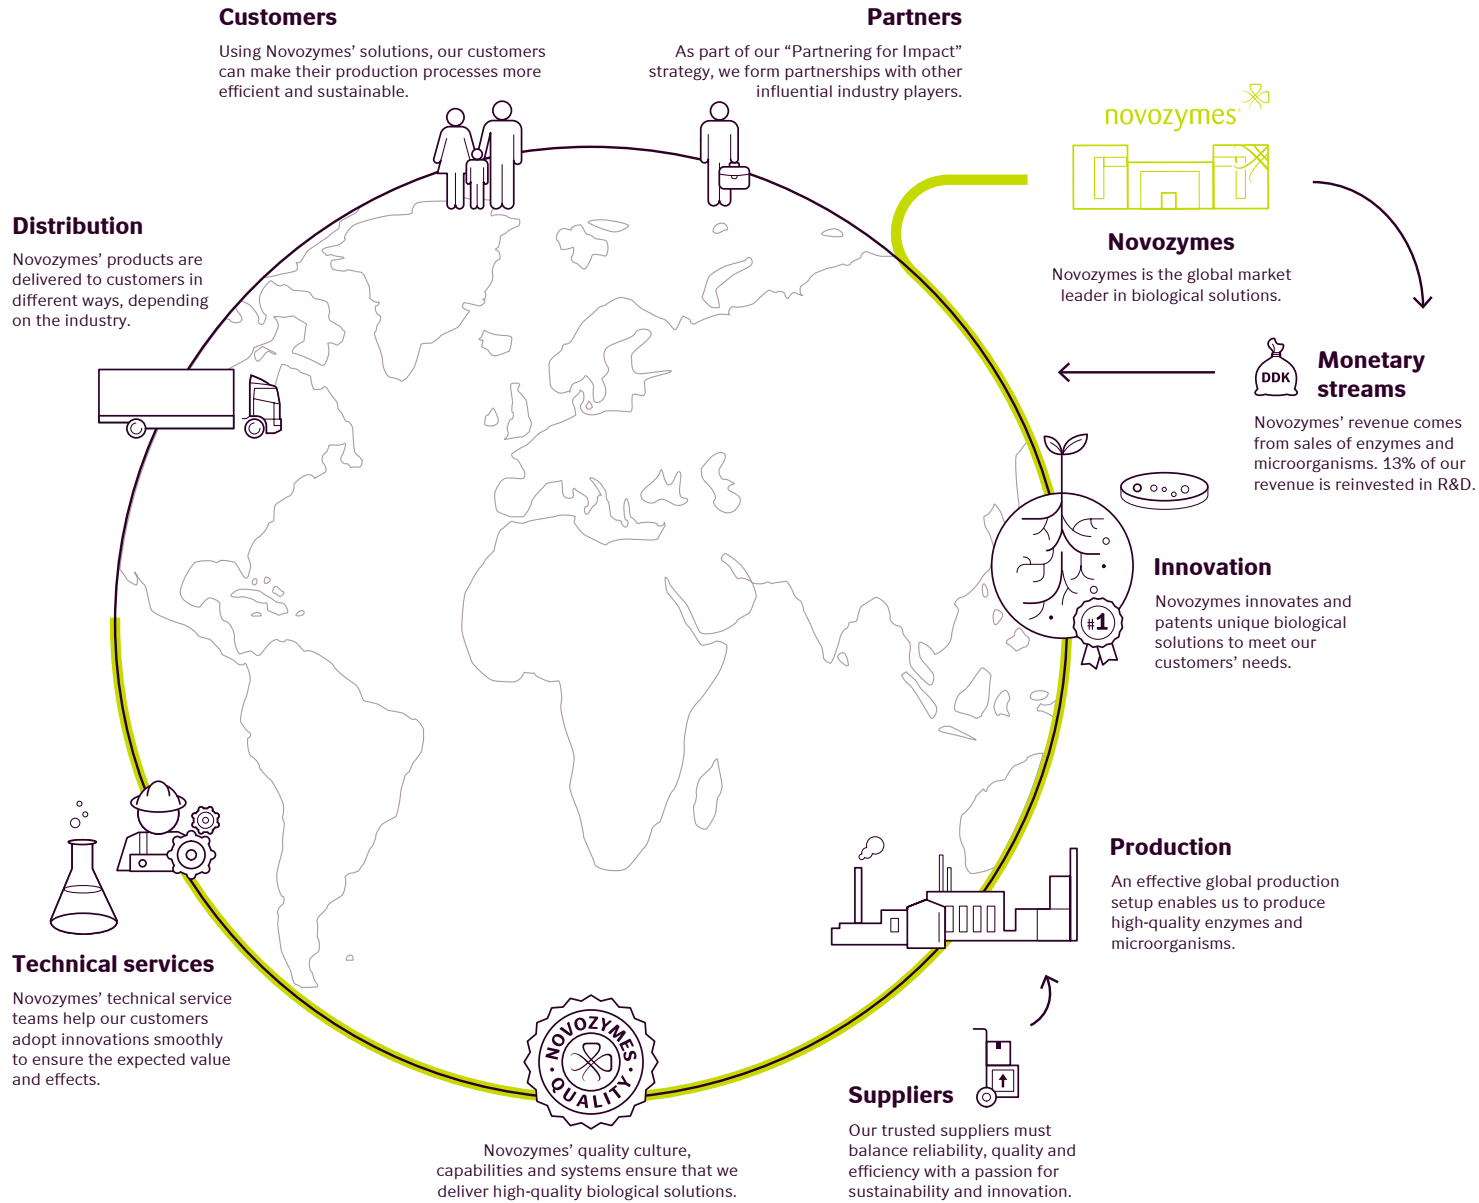 Customers
Using Novozymes’ solutions, our customers
can make their production processes more
efficient and sustainable.
Partners
As part of our “Partnering for Impact”
strategy, we form partnerships with other
influential industry players.
novozymes
Novozymes
Novozymes is the global market
leader in biological solutions.
Distribution
Novozymes’ products are
delivered to customers in
different ways, depending
on the industry.
DDK
Monetary
streams
Novozymes’ revenue comes
from sales of enzymes and
microorganisms. 13% of our
revenue is reinvested in R&D.
Innovation
Novozymes innovates and
patents unique biological
solutions to meet our
customers’ needs.
#1
Production
An effective global production
setup enables us to produce
high-quality enzymes and
microorganisms.
Technical services
Novozymes’ technical service
teams help our customers
adopt innovations smoothly
to ensure the expected value
and effects.
NOVOZYMES
QUALITY
Novozymes’ quality culture,
capabilities and systems ensure that we
deliver high-quality biological solutions.
Suppliers
Our trusted suppliers must
balance reliability, quality and
efficiency with a passion for
sustainability and innovation.